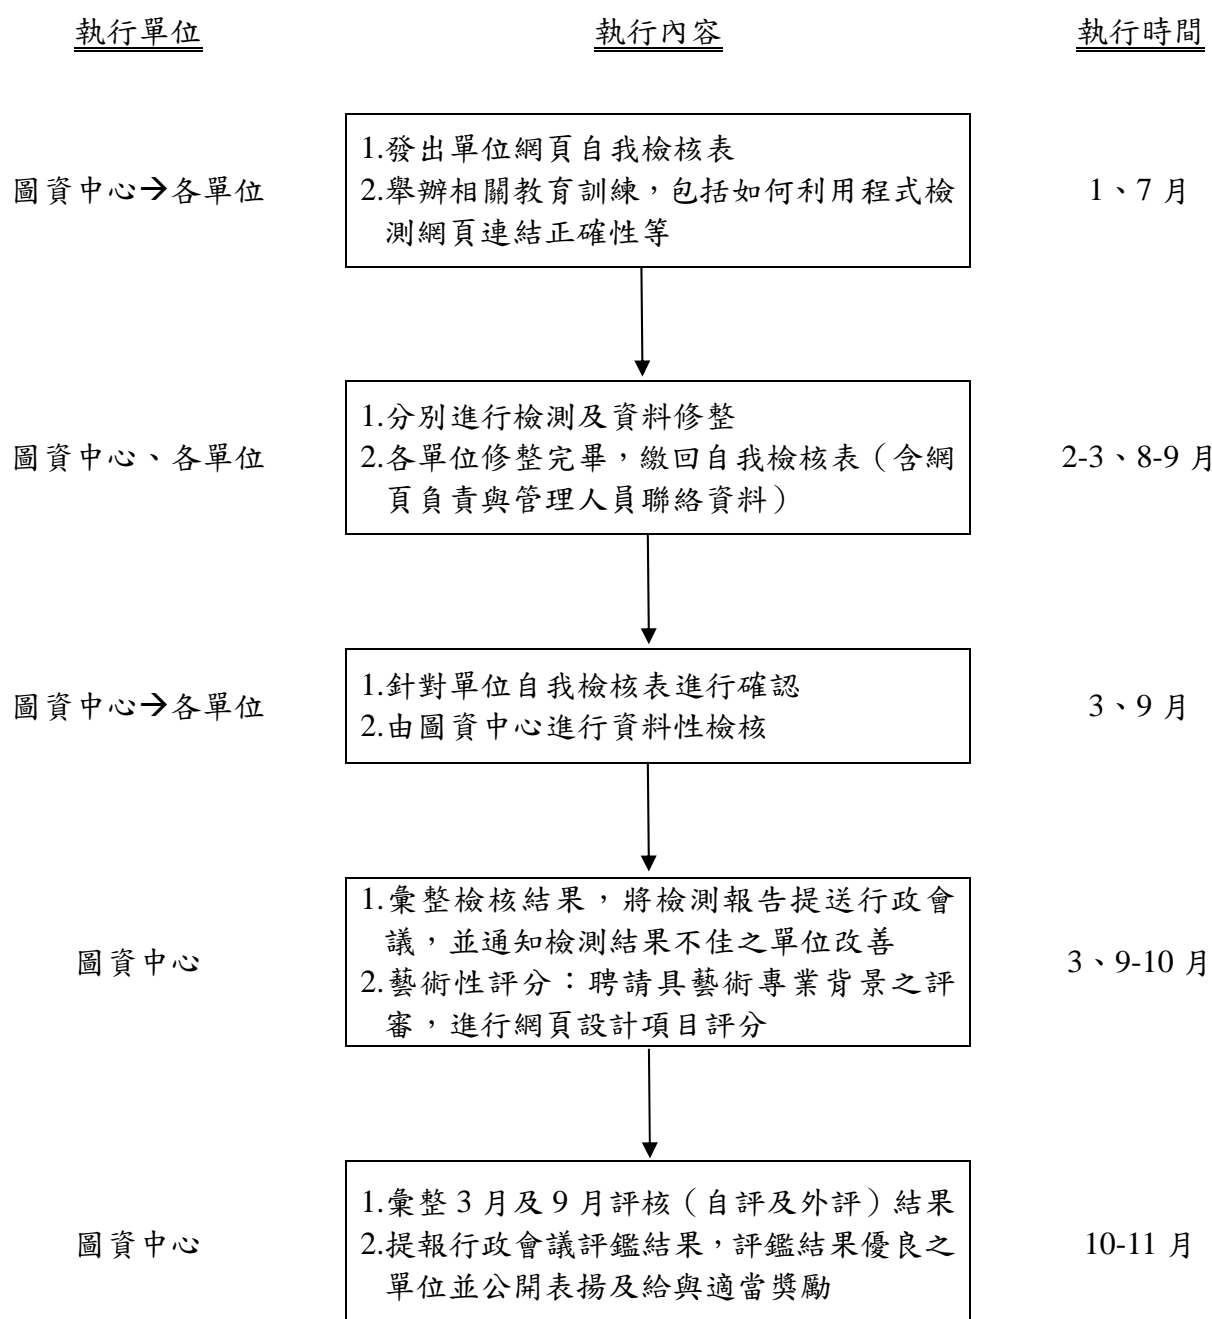 執行單位 執行內容 執行時間
1.發出單位網頁自我檢核表
圖資中心→各單位 2.舉辦相關教育訓練，包括如何利用程式檢 1、7 月
測網頁連結正確性等
1.分別進行檢測及資料修整
圖資中心、各單位 2.各單位修整完畢，繳回自我檢核表（含網 2-3、8-9 月
頁負責與管理人員聯絡資料）
1.針對單位自我檢核表進行確認
圖資中心→各單位 3、9 月
2.由圖資中心進行資料性檢核
1.彙整檢核結果，將檢測報告提送行政會
議，並通知檢測結果不佳之單位改善
圖資中心 3、9-10 月
2.藝術性評分：聘請具藝術專業背景之評
審，進行網頁設計項目評分
1.彙整 3 月及 9 月評核（自評及外評）結果
圖資中心 2.提報行政會議評鑑結果，評鑑結果優良之 10-11 月
單位並公開表揚及給與適當獎勵